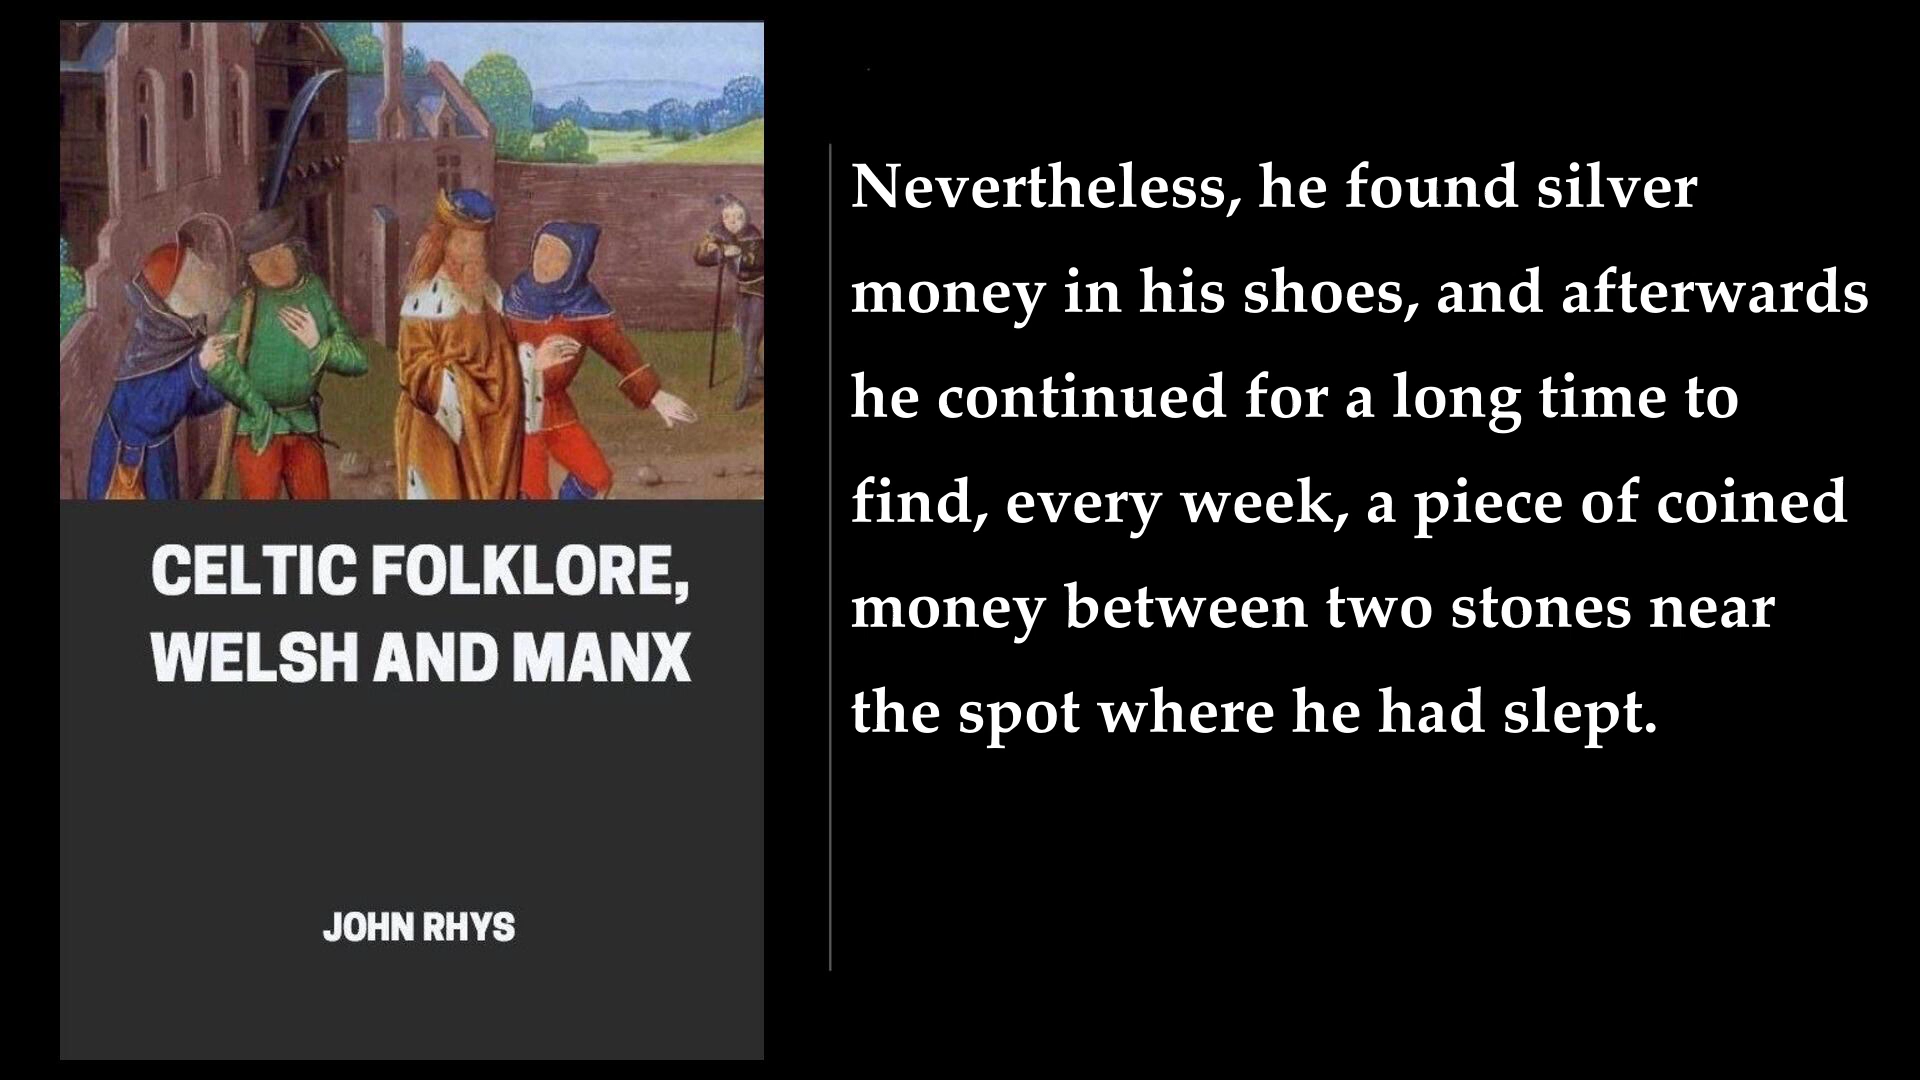 CELTIC FOLKLORE,
WELSH AND MANX
JOHN RHYS
Nevertheless, he found silver
money in his shoes, and afterwards
he continued for a long time to
find, every week, a piece of coined
money between two stones near
the spot where he had slept.